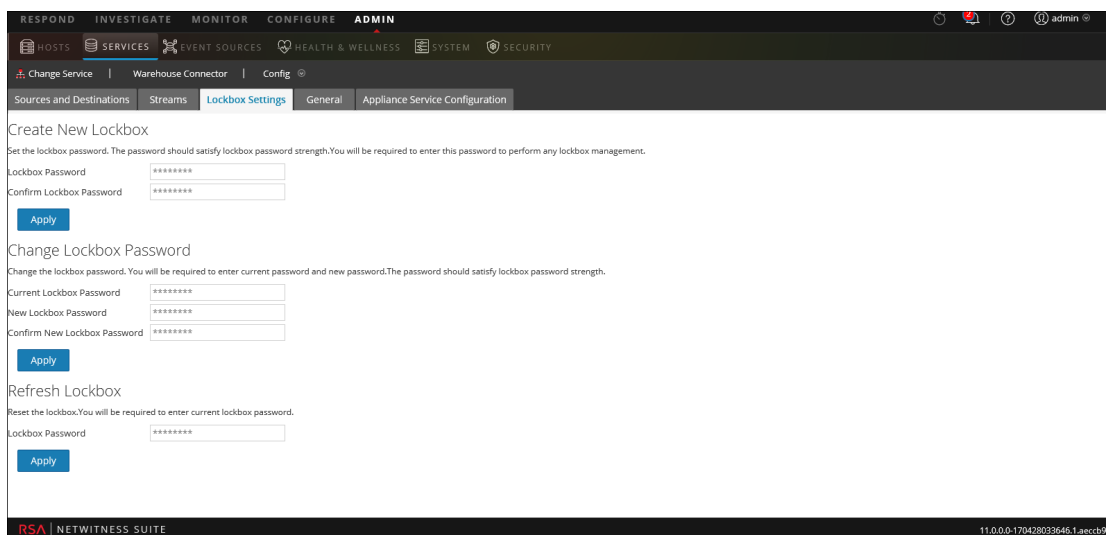 RESPOND INVESTIGATE MONITOR CONFIGURE ADMIN 2 ? admin
HOSTS SERVICES EVENT SOURCES HEALTH & WELLNESS SYSTEM SECURITY
Change Service | Warehouse Connector | Config
Sources and Destinations Streams Lockbox Settings General Appliance Service Configuration
Create New Lockbox
Set the lockbox password. The password should satisfy lockbox password strength.You will be required to enter this password to perform any lockbox management.
Lockbox Password ********
Confirm Lockbox Password ********
Apply
Change Lockbox Password
Change the lockbox password. You will be required to enter current password and new password.The password should satisfy lockbox password strength.
Current Lockbox Password ********
New Lockbox Password ********
Confirm New Lockbox Password ********
Apply
Refresh Lockbox
Reset the lockbox.You will be required to enter current lockbox password.
Lockbox Password ********
Apply
RSA | NETWITNESS SUITE 11.0.0.0-170428033646.1.aeccb9